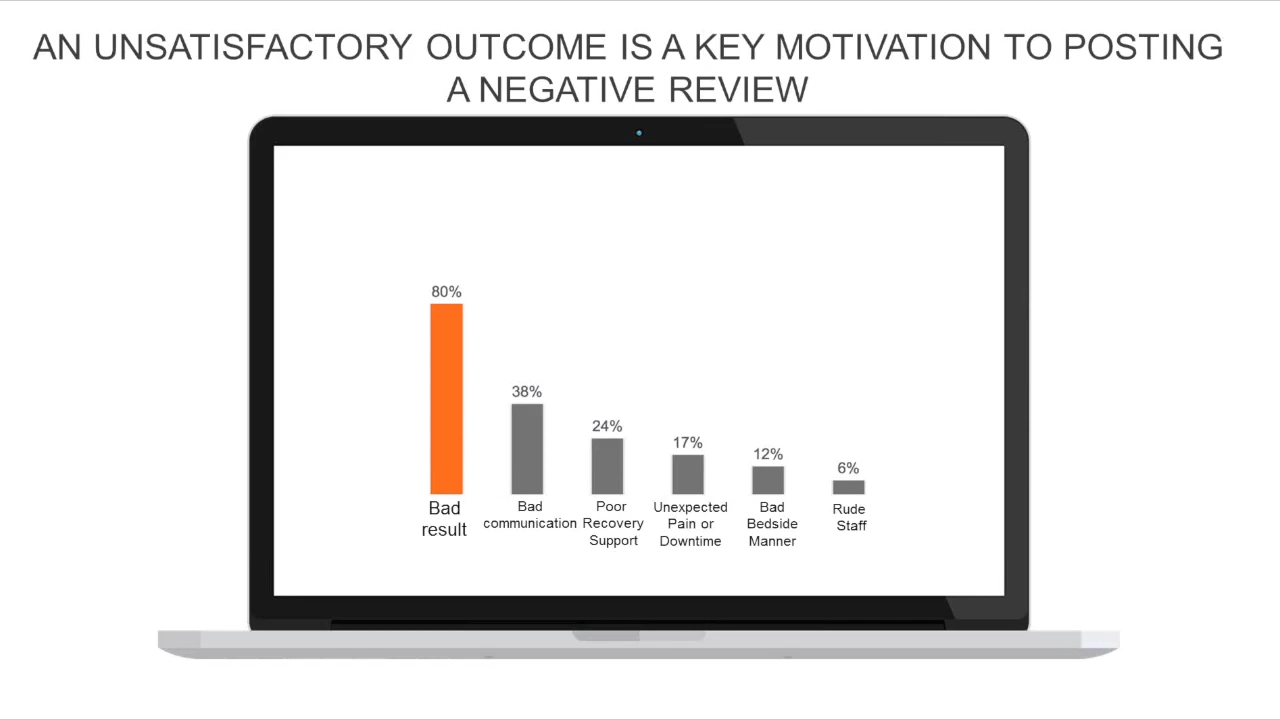 AN UNSATISFACTORY OUTCOME IS A KEY MOTIVATION TO POSTING
A NEGATIVE REVIEW
80%
38%
24%
17%
12%
6%
Bad
result
Bad
communication
Poor
Recovery
Support
Unexpected
Pain or
Downtime
Bad
Bedside
Manner
Rude
Staff